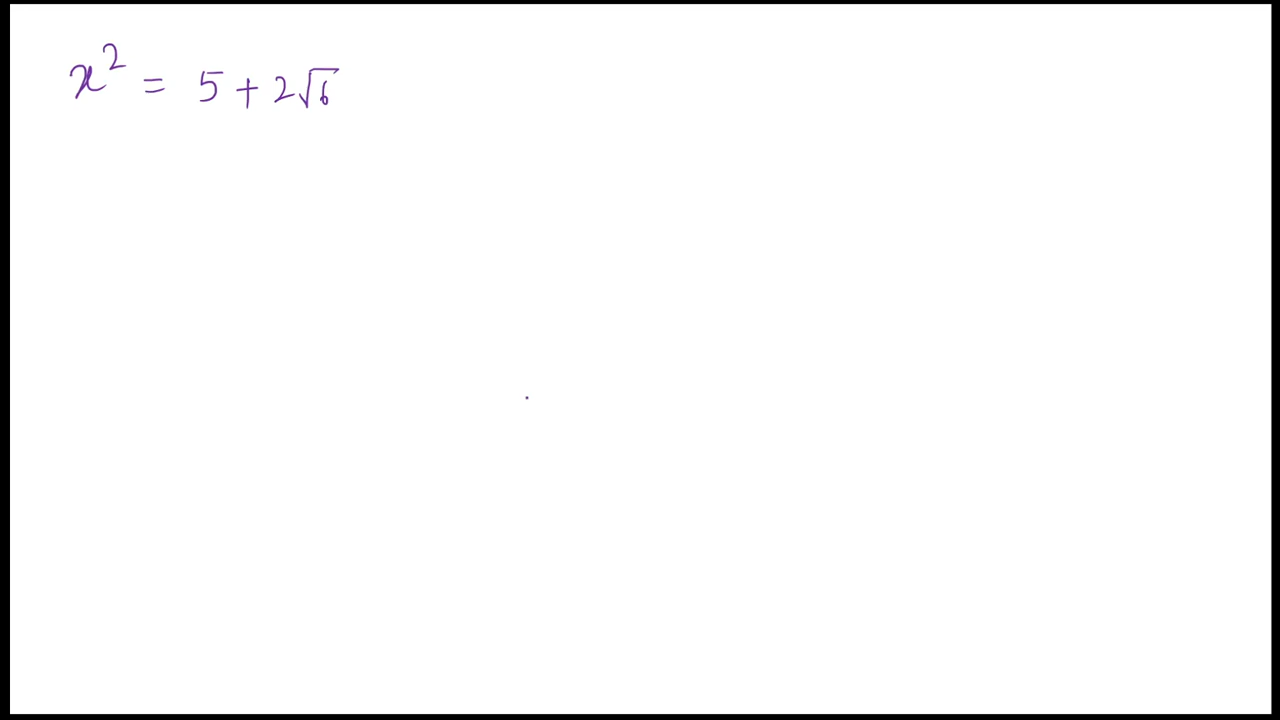 x² = 5 + 2√6